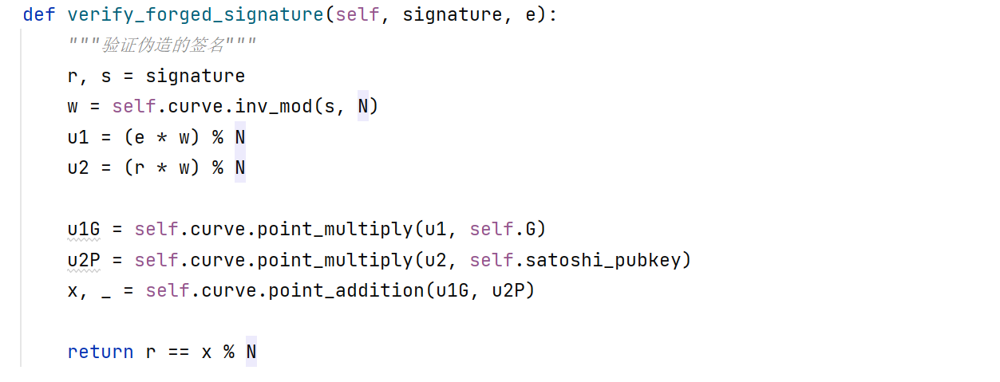 def verify_forged_signature(self, signature, e):
"""验证伪造的签名"""
r, s = signature
w = self.curve.inv_mod(s, N)
u1 = (e * w) % N
u2 = (r * w) % N
u1G = self.curve.point_multiply(u1, self.G)
u2P = self.curve.point_multiply(u2, self.satoshi_pubkey)
x, _ = self.curve.point_addition(u1G, u2P)
return r == x % N